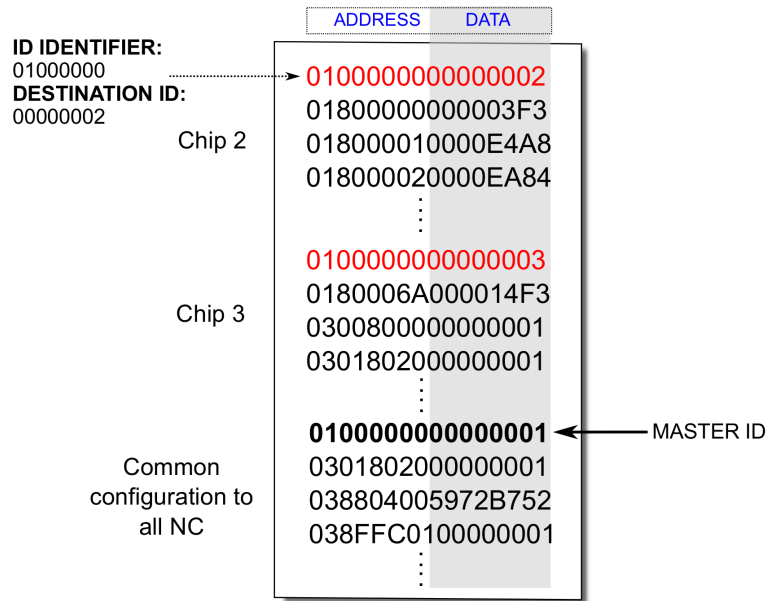 ADDRESS DATA
ID IDENTIFIER:
01000000
DESTINATION ID:
00000002
0100000000000002
Chip 2
01800000000003F3
018000010000E4A8
018000020000EA84
0100000000000003
Chip 3
0180006A000014F3
0300800000000001
0301802000000001
0100000000000001
MASTER ID
Common
configuration to
all NC
0301802000000001
038804005972B752
038FFC0100000001